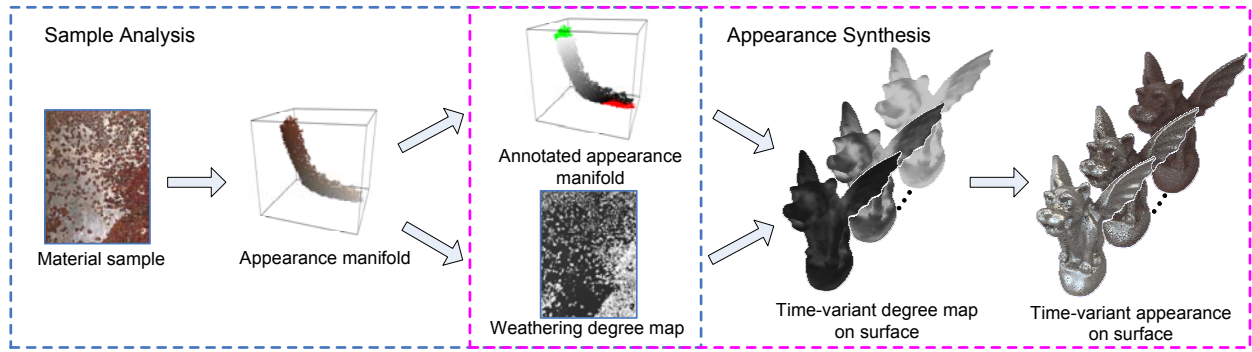 Sample Analysis
Material sample
Appearance manifold
Annotated appearance
manifold
Weathering degree map
Appearance Synthesis
Time-variant degree map
on surface
Time-variant appearance
on surface